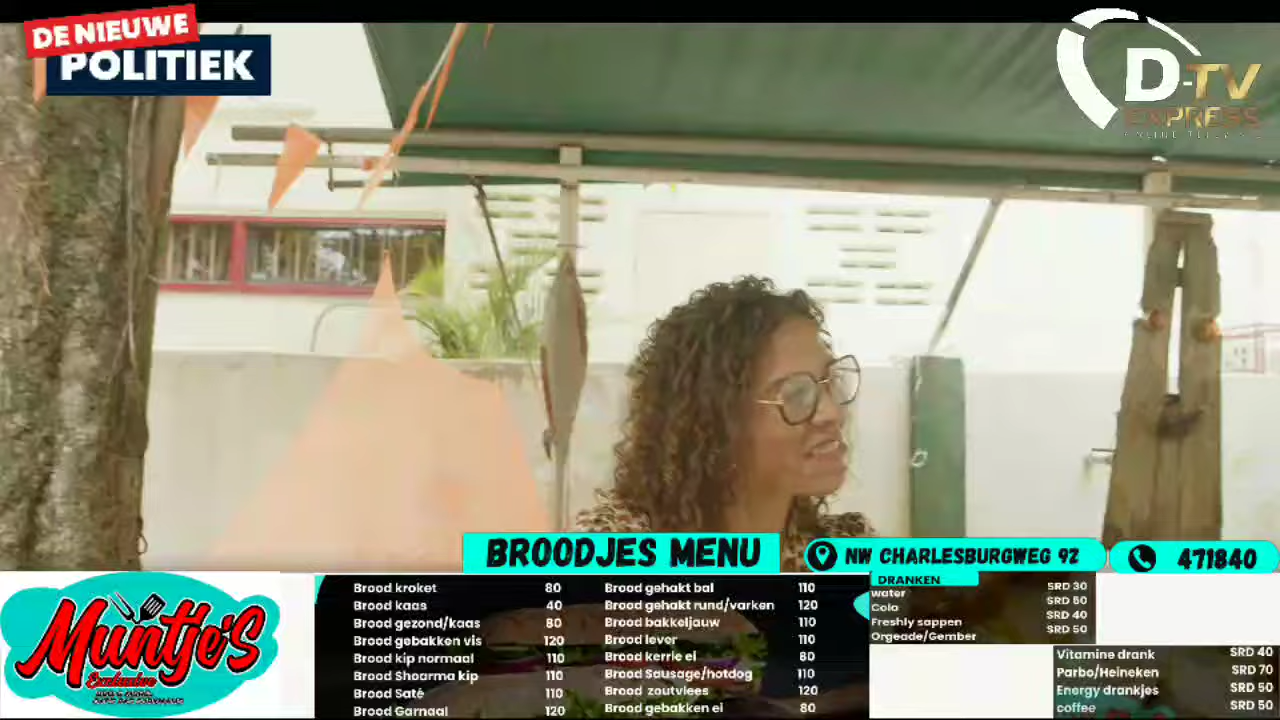 DE NIEUWE
POLITIEK
D-TV
EXPRESS
BROODJES MENU
NW CHARLESBURGWEG 92
471840
Muntje's
Exclusive
Brood kroket 80
Brood kaas 40
Brood gezond/kaas 80
Brood gebakken vis 120
Brood kip normaal 110
Brood Shoarma kip 110
Brood Saté 110
Brood Garnaal 120
Brood gehakt bal 110
Brood gehakt rund/varken 120
Brood bakkeljauw 110
Brood lever 110
Brood kerrie ei 80
Brood Sausage/hotdog 110
Brood zoutvlees 120
Brood gebakken ei 80
DRANKEN
water SRD 30
Cola SRD 60
Freshly sappen SRD 40
Orgeade/Gember SRD 50
Vitamine drank SRD 40
Parbo/Heineken SRD 70
Energy drankjes SRD 50
coffee SRD 50